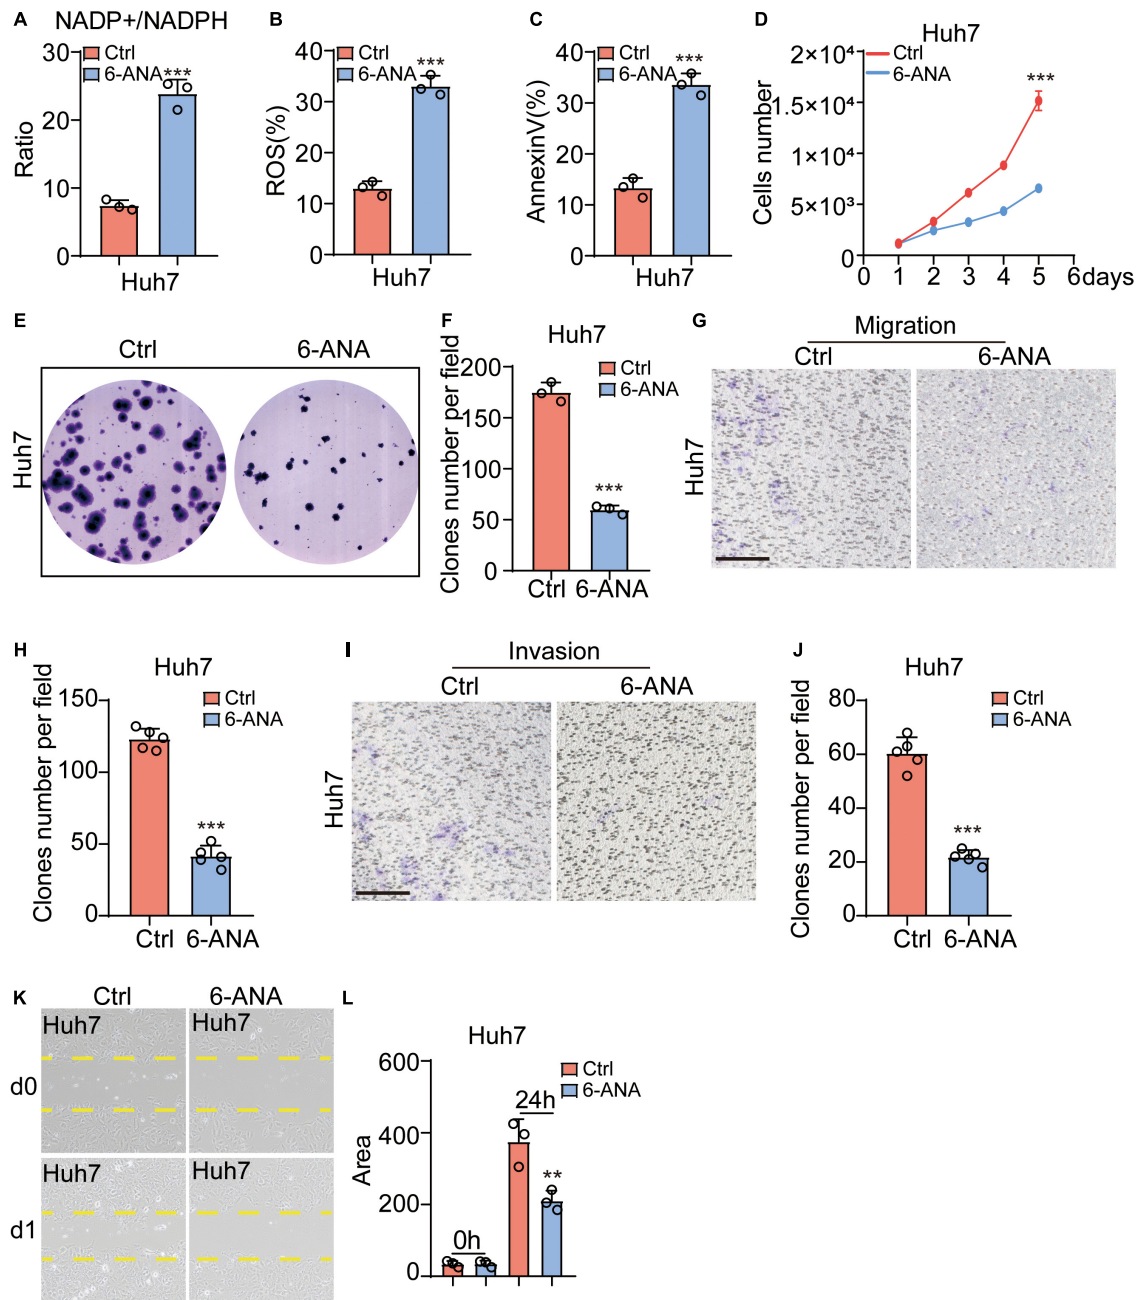 A
NADP+/NADPH
Ctrl
6-ANA
***
Ratio
30
20
10
0
Huh7
B
Ctrl
6-ANA
***
ROS(%)
40
30
20
10
0
Huh7
C
Ctrl
6-ANA
***
AnnexinV(%)
40
30
20
10
0
Huh7
D
Huh7
Ctrl
6-ANA
***
Cells number
2×10⁴
1.5×10⁴
1×10⁴
5×10³
0
0 1 2 3 4 5 6 days
E
Ctrl 6-ANA
Huh7
F
Huh7
Ctrl
6-ANA
***
Clones number per field
200
150
100
50
0
Ctrl 6-ANA
G
Migration
Ctrl 6-ANA
Huh7
H
Huh7
Ctrl
6-ANA
***
Clones number per field
150
100
50
0
Ctrl 6-ANA
I
Invasion
Ctrl 6-ANA
Huh7
J
Huh7
Ctrl
6-ANA
***
Clones number per field
80
60
40
20
0
Ctrl 6-ANA
K
Ctrl 6-ANA
Huh7 Huh7
d0
Huh7 Huh7
d1
L
Huh7
Ctrl
6-ANA
24h
**
0h
Area
600
400
200
0